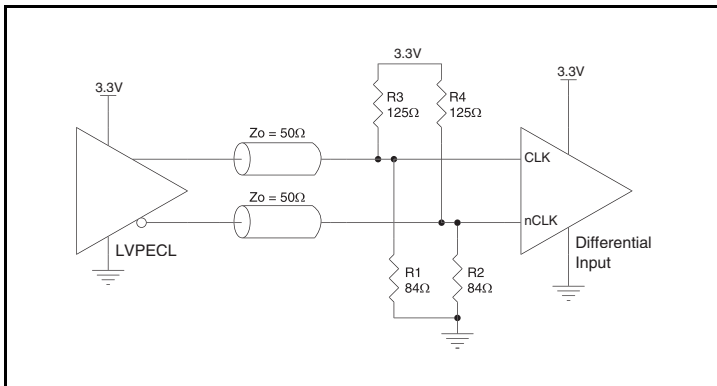 3.3V
3.3V
3.3V
R3
125Ω
R4
125Ω
Zo = 50Ω
CLK
Zo = 50Ω
nCLK
LVPECL
Differential
Input
R1
84Ω
R2
84Ω